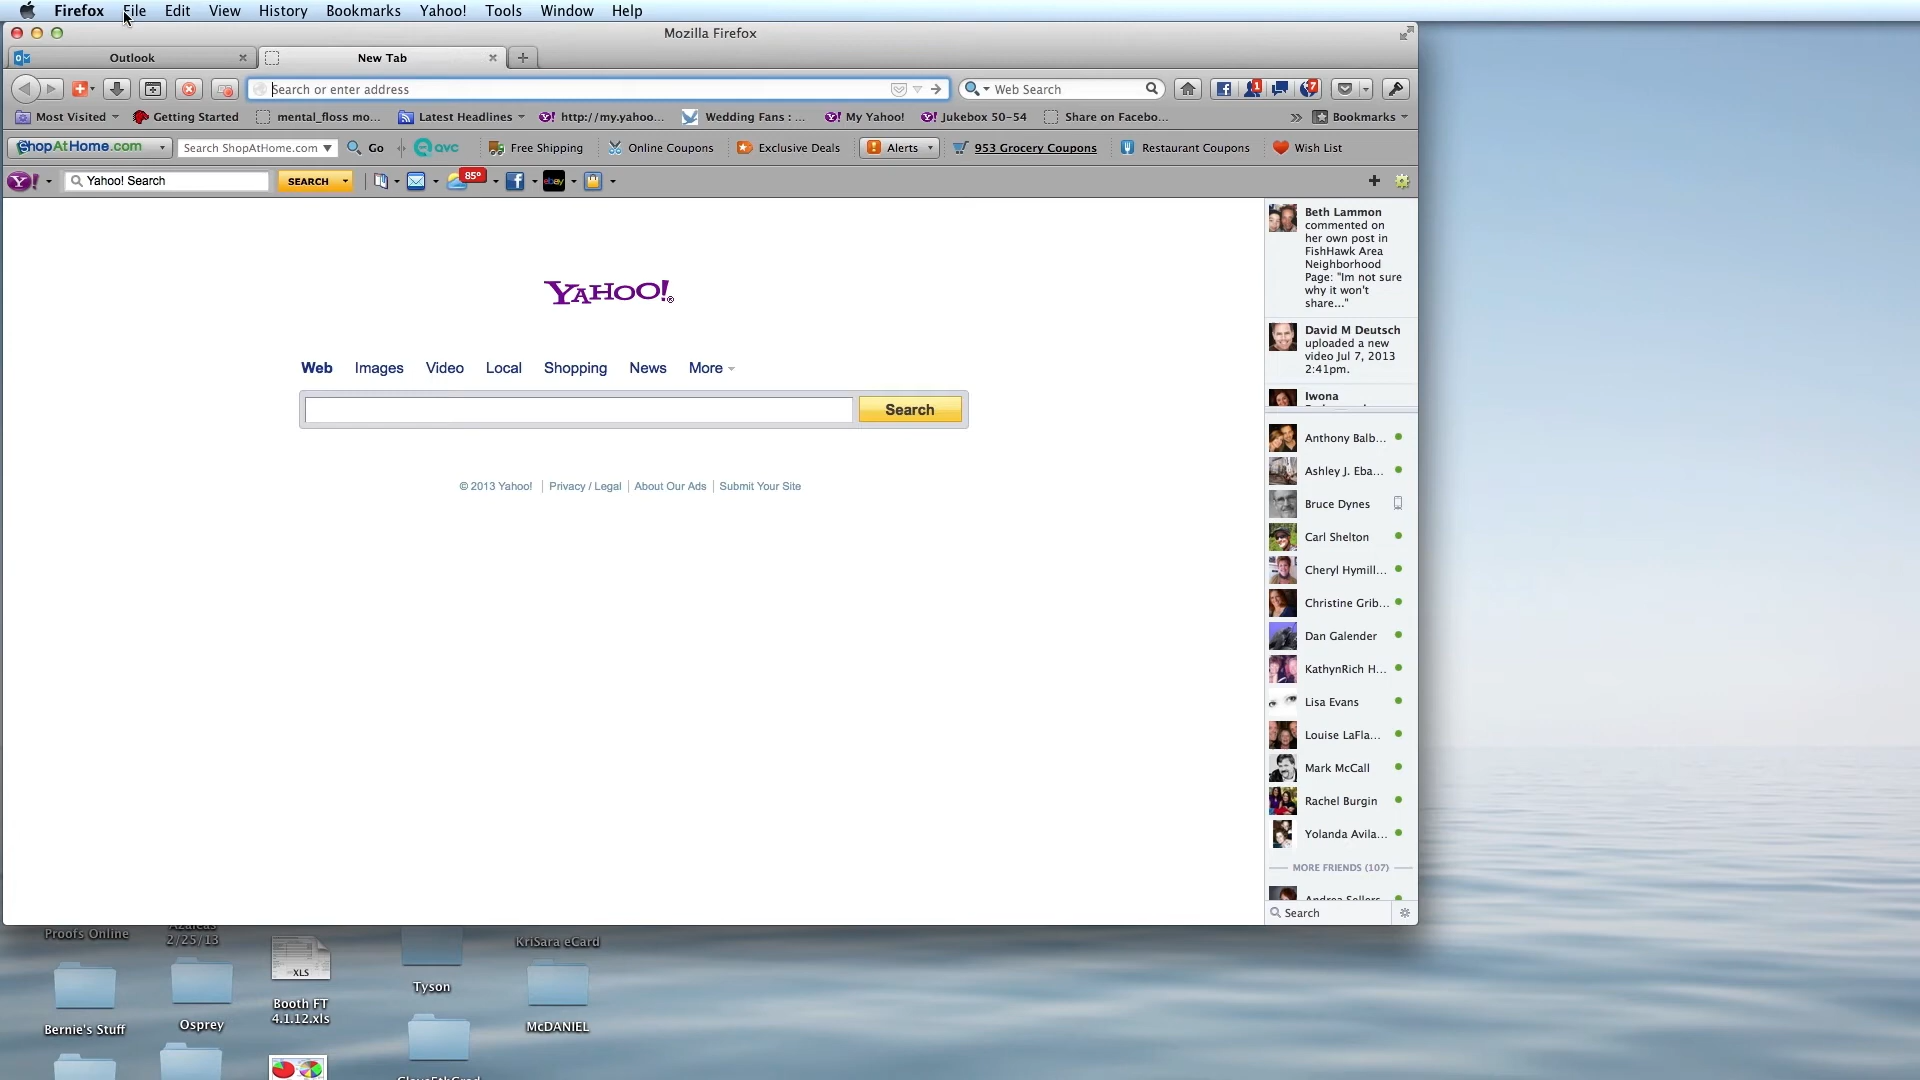 Firefox File Edit View History Bookmarks Yahoo! Tools Window Help
Mozilla Firefox
Outlook
New Tab
Search or enter address
Web Search
1
7
Most Visited
Getting Started
mental_floss mo...
Latest Headlines
http://my.yahoo...
Wedding Fans : ...
My Yahoo!
Jukebox 50-54
Share on Facebo...
Bookmarks
ShopAtHome.com
Search ShopAtHome.com
Go
QVC
Free Shipping
Online Coupons
Exclusive Deals
Alerts
953 Grocery Coupons
Restaurant Coupons
Wish List
Y!
Yahoo! Search
SEARCH
85°
ebay
YAHOO!®
Web Images Video Local Shopping News More
Search
© 2013 Yahoo! Privacy / Legal About Our Ads Submit Your Site
Beth Lammon
commented on
her own post in
FishHawk Area
Neighborhood
Page: "Im not sure
why it won't
share..."
David M Deutsch
uploaded a new
video Jul 7, 2013
2:41pm.
Iwona
Anthony Balb...
Ashley J. Eba...
Bruce Dynes
Carl Shelton
Cheryl Hymill...
Christine Grib...
Dan Galender
KathynRich H...
Lisa Evans
Louise LaFla...
Mark McCall
Rachel Burgin
Yolanda Avila...
MORE FRIENDS (107)
Andrea Sellers
Search
Proofs Online
Azaleas
2/25/13
KriSara eCard
XLS
Tyson
Booth FT
4.1.12.xls
Bernie's Stuff
Osprey
McDANIEL